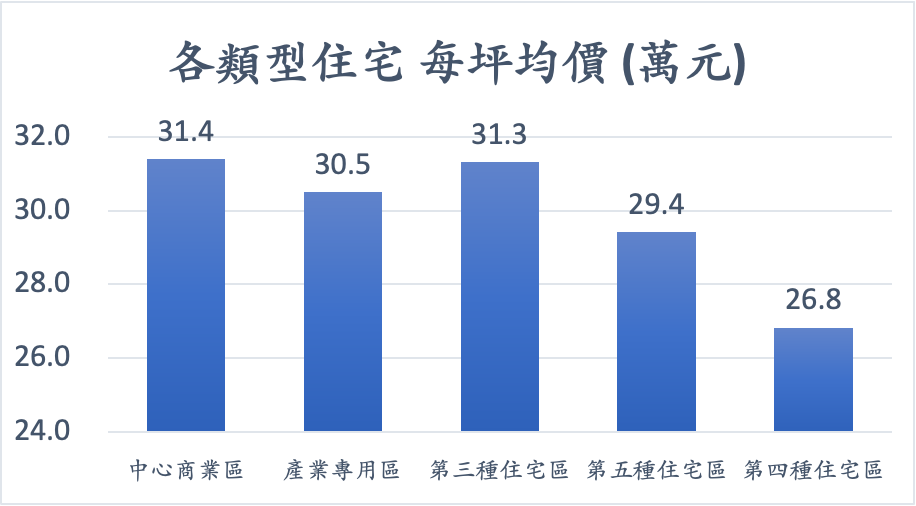 各類型住宅 每坪均價 (萬元)
32.0
30.0
28.0
26.0
24.0
31.4
30.5
31.3
29.4
26.8
中心商業區
產業專用區
第三種住宅區
第五種住宅區
第四種住宅區